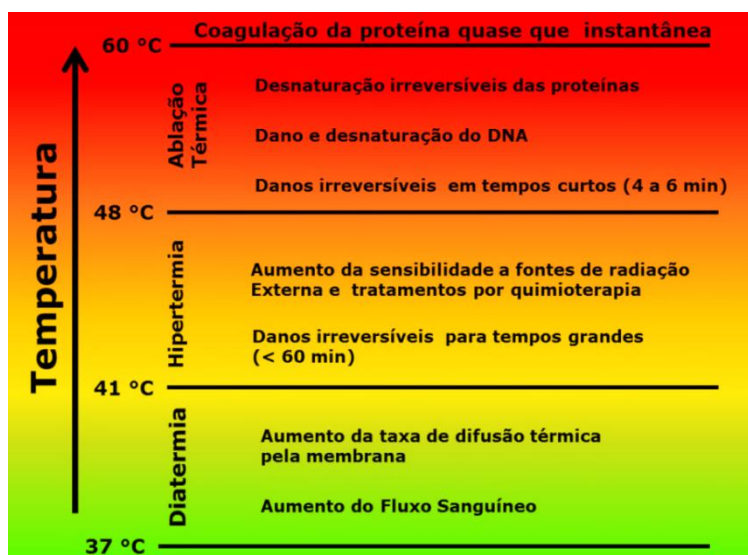 60 °C
Coagulação da proteína quase que instantânea
Desnaturação irreversíveis das proteínas
Dano e desnaturação do DNA
Danos irreversíveis em tempos curtos (4 a 6 min)
Ablação
Térmica
48 °C
Aumento da sensibilidade a fontes de radiação
Externa e tratamentos por quimioterapia
Danos irreversíveis para tempos grandes
(< 60 min)
Hipertermia
41 °C
Aumento da taxa de difusão térmica
pela membrana
Aumento do Fluxo Sanguíneo
Diatermia
37 °C
Temperatura